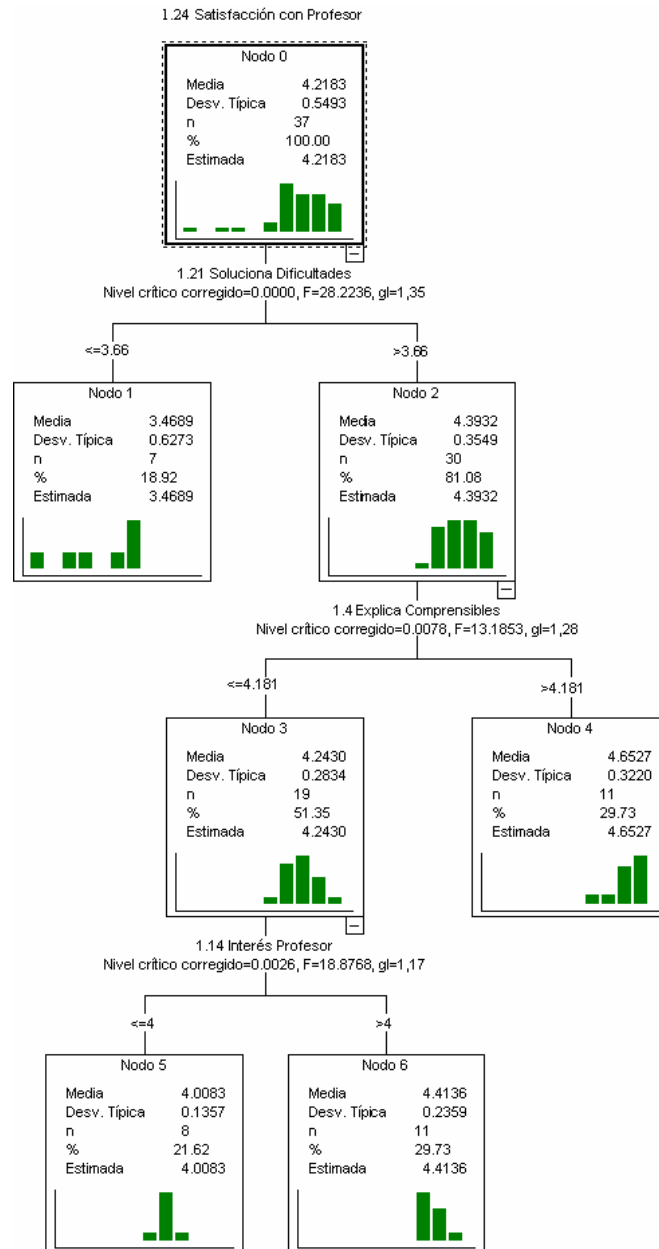 1.24 Satisfacción con Profesor
Nodo 0
Media 4.2183
Desv. Típica 0.5493
n 37
% 100.00
Estimada 4.2183
1.21 Soluciona Dificultades
Nivel crítico corregido=0.0000, F=28.2236, gl=1,35
<=3.66 >3.66
Nodo 1
Media 3.4689
Desv. Típica 0.6273
n 7
% 18.92
Estimada 3.4689
Nodo 2
Media 4.3932
Desv. Típica 0.3549
n 30
% 81.08
Estimada 4.3932
1.4 Explica Comprensibles
Nivel crítico corregido=0.0078, F=13.1853, gl=1,28
<=4.181 >4.181
Nodo 3
Media 4.2430
Desv. Típica 0.2834
n 19
% 51.35
Estimada 4.2430
Nodo 4
Media 4.6527
Desv. Típica 0.3220
n 11
% 29.73
Estimada 4.6527
1.14 Interés Profesor
Nivel crítico corregido=0.0026, F=18.8768, gl=1,17
<=4 >4
Nodo 5
Media 4.0083
Desv. Típica 0.1357
n 8
% 21.62
Estimada 4.0083
Nodo 6
Media 4.4136
Desv. Típica 0.2359
n 11
% 29.73
Estimada 4.4136